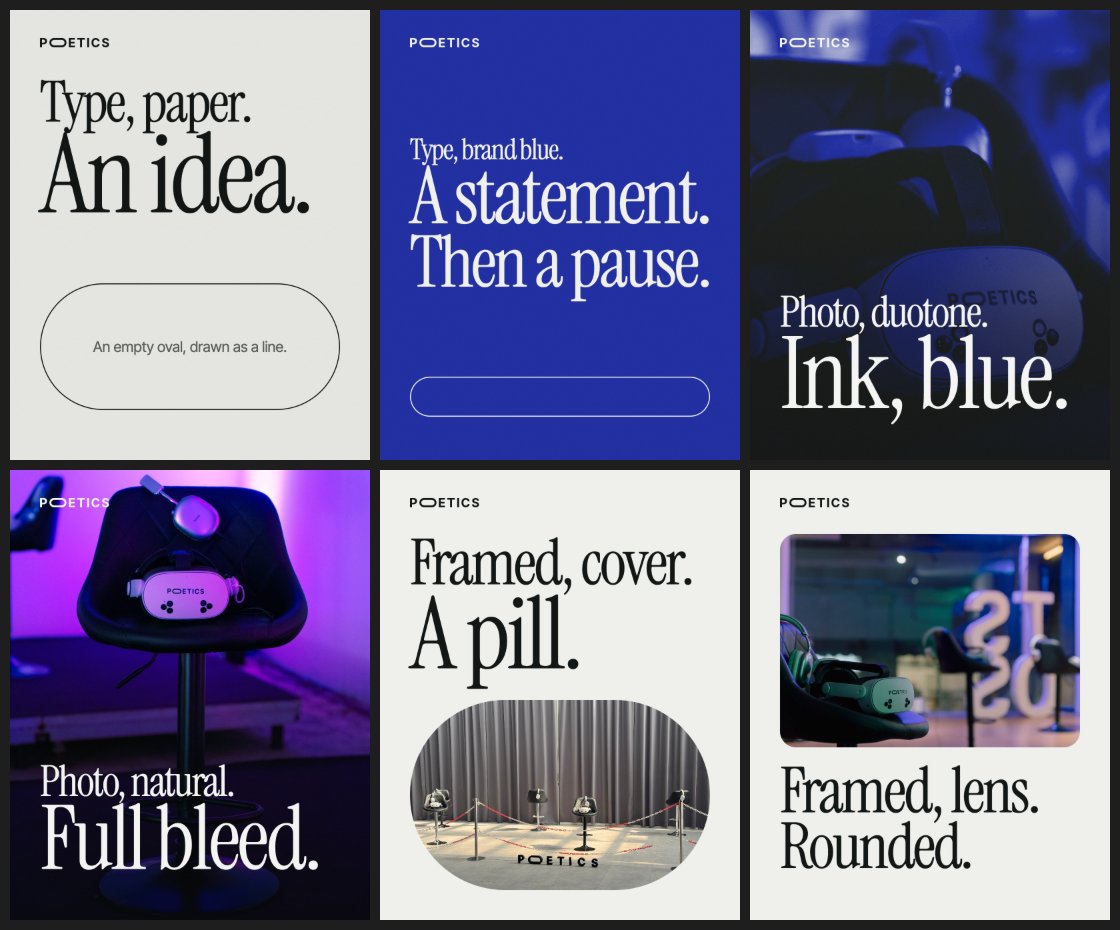 POETICS
Type, paper.
An idea.
An empty oval, drawn as a line.
POETICS
Type, brand blue.
A statement.
Then a pause.
POETICS
POETICS
Photo, duotone.
Ink, blue.
POETICS
POETICS
Photo, natural.
Full bleed.
POETICS
Framed, cover.
A pill.
POETICS
POETICS
TS
OS
POETICS
Framed, lens.
Rounded.